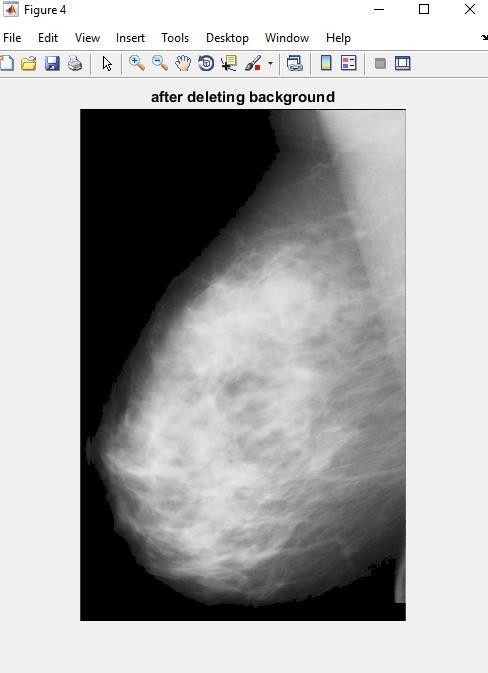 Figure 4
File Edit View Insert Tools Desktop Window Help
after deleting background